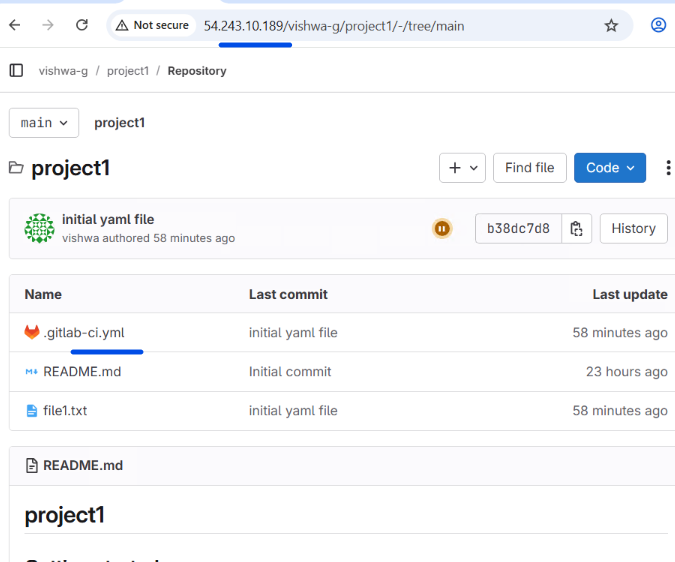 Not secure 54.243.10.189/vishwa-g/project1/-/tree/main
vishwa-g / project1 / Repository
main project1
project1 + Find file Code
initial yaml file
vishwa authored 58 minutes ago
b38dc7d8 History
Name Last commit Last update
.gitlab-ci.yml initial yaml file 58 minutes ago
M↓ README.md Initial commit 23 hours ago
file1.txt initial yaml file 58 minutes ago
README.md
project1